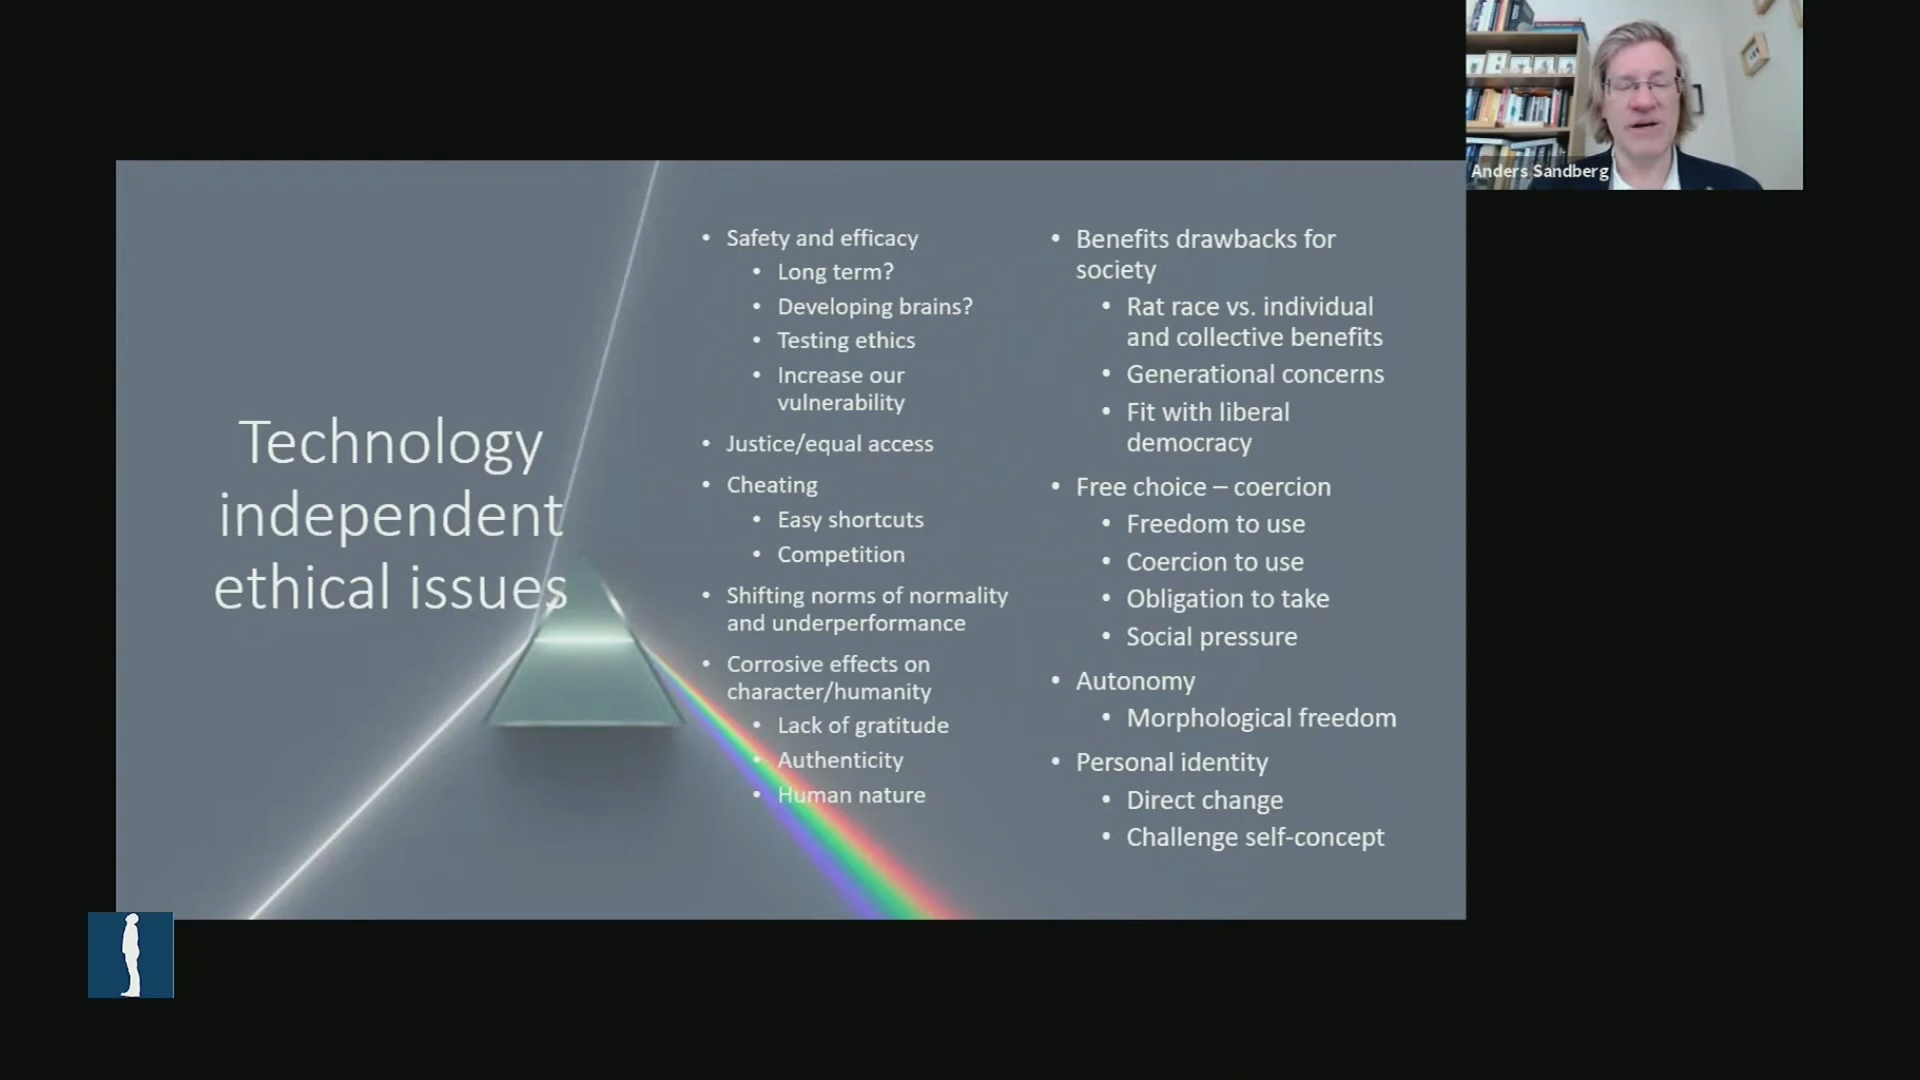 Anders Sandberg
Technology
independent
ethical issues
• Safety and efficacy
• Long term?
• Developing brains?
• Testing ethics
• Increase our
vulnerability
• Justice/equal access
• Cheating
• Easy shortcuts
• Competition
• Shifting norms of normality
and underperformance
• Corrosive effects on
character/humanity
• Lack of gratitude
• Authenticity
• Human nature
• Benefits drawbacks for
society
• Rat race vs. individual
and collective benefits
• Generational concerns
• Fit with liberal
democracy
• Free choice – coercion
• Freedom to use
• Coercion to use
• Obligation to take
• Social pressure
• Autonomy
• Morphological freedom
• Personal identity
• Direct change
• Challenge self-concept